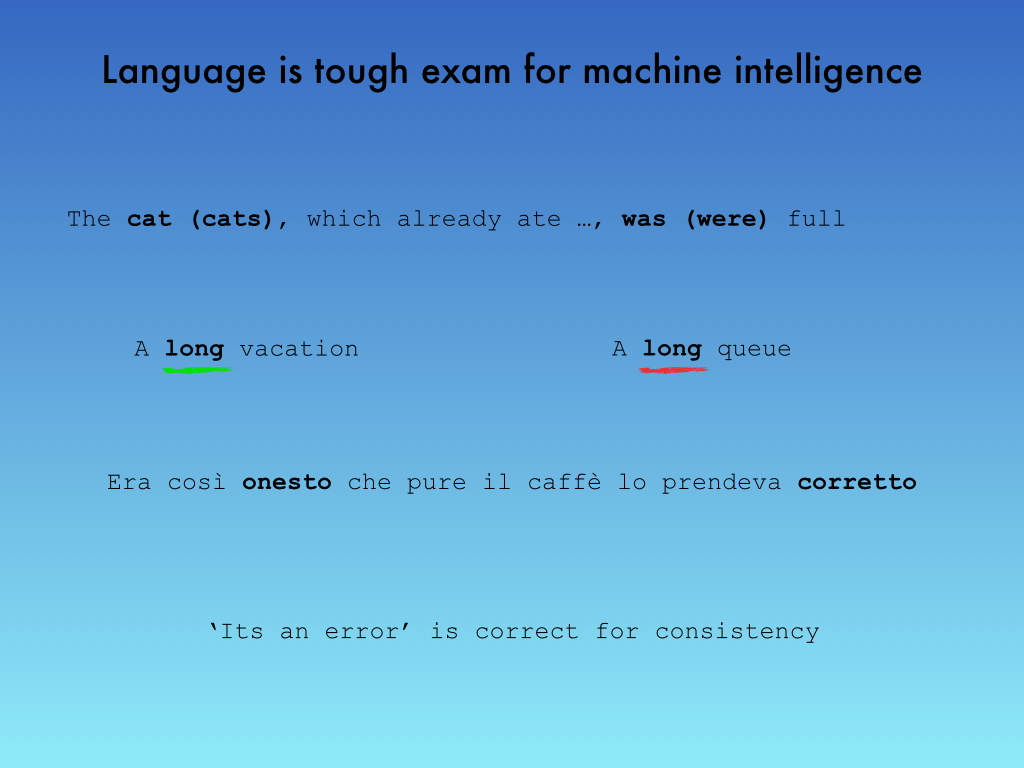 Language is tough exam for machine intelligence
The cat (cats), which already ate …, was (were) full
A long vacation
A long queue
Era così onesto che pure il caffè lo prendeva corretto
‘Its an error’ is correct for consistency